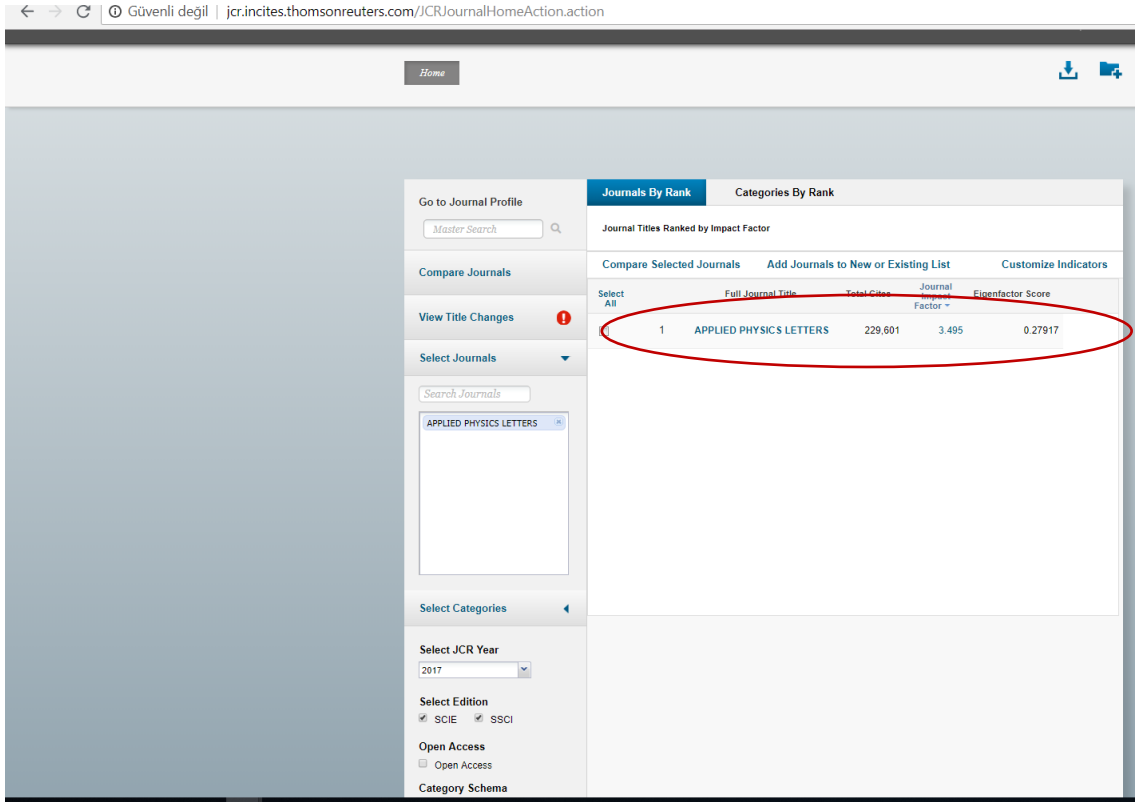 Güvenli değil | jcr.incites.thomsonreuters.com/JCRJournalHomeAction.action
Home
Go to Journal Profile
Master Search
Compare Journals
View Title Changes
Select Journals
Search Journals
APPLIED PHYSICS LETTERS
Select Categories
Select JCR Year
2017
Select Edition
SCIE SSCI
Open Access
Open Access
Category Schema
Journals By Rank Categories By Rank
Journal Titles Ranked by Impact Factor
Compare Selected Journals Add Journals to New or Existing List Customize Indicators
Select All Full Journal Title Total Cites Journal Impact Factor Eigenfactor Score
1 APPLIED PHYSICS LETTERS 229,601 3.495 0.27917